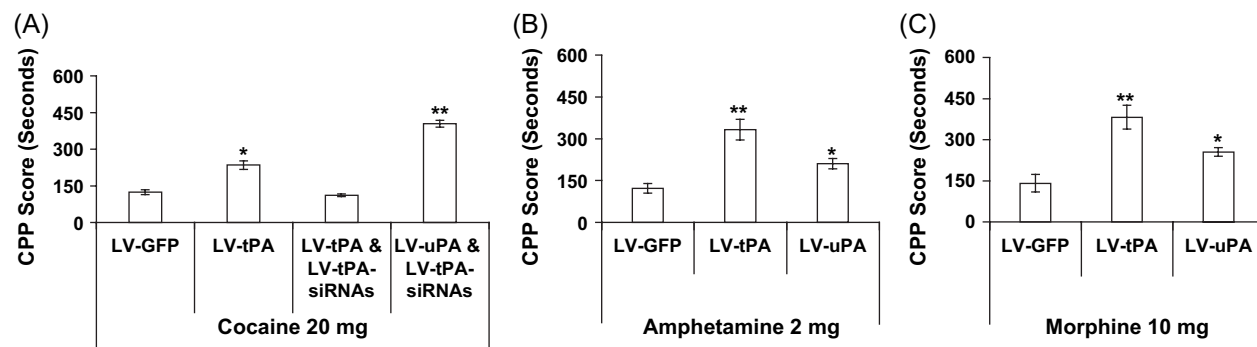 (A)
CPP Score (Seconds)
600
450
300
150
0
*
**
LV-GFP
LV-tPA
LV-tPA &
LV-tPA-
siRNAs
LV-uPA &
LV-tPA-
siRNAs
Cocaine 20 mg
(B)
CPP Score (Seconds)
600
450
300
150
0
**
*
LV-GFP
LV-tPA
LV-uPA
Amphetamine 2 mg
(C)
CPP Score (Seconds)
600
450
300
150
0
**
*
LV-GFP
LV-tPA
LV-uPA
Morphine 10 mg